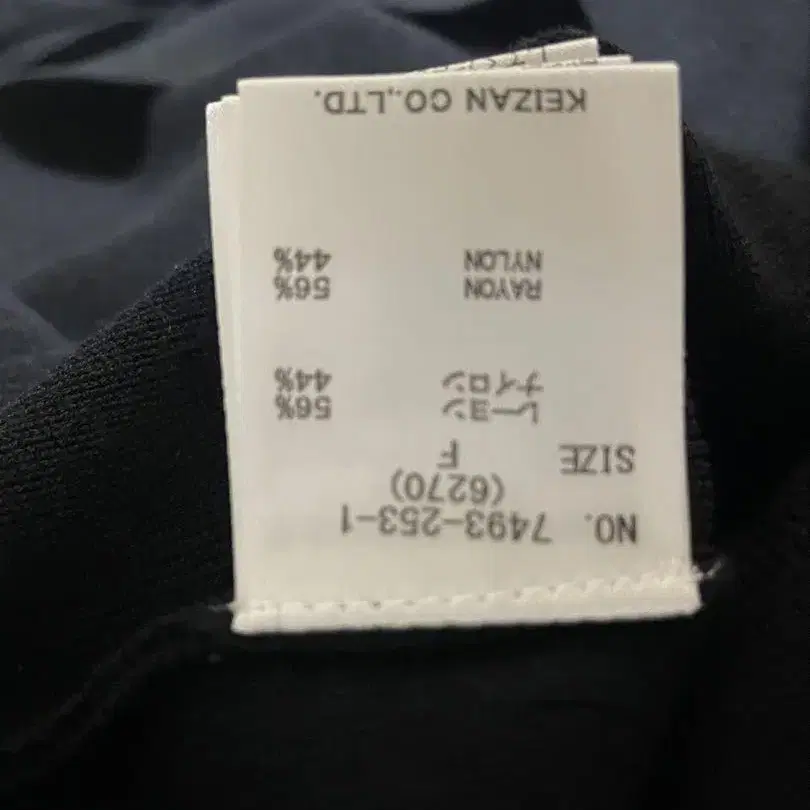 NO. 7493-253-1
(6270)
SIZE F
レーヨン 56%
ナイロン 44%
RAYON 56%
NYLON 44%
KEIZAN CO.,LTD.